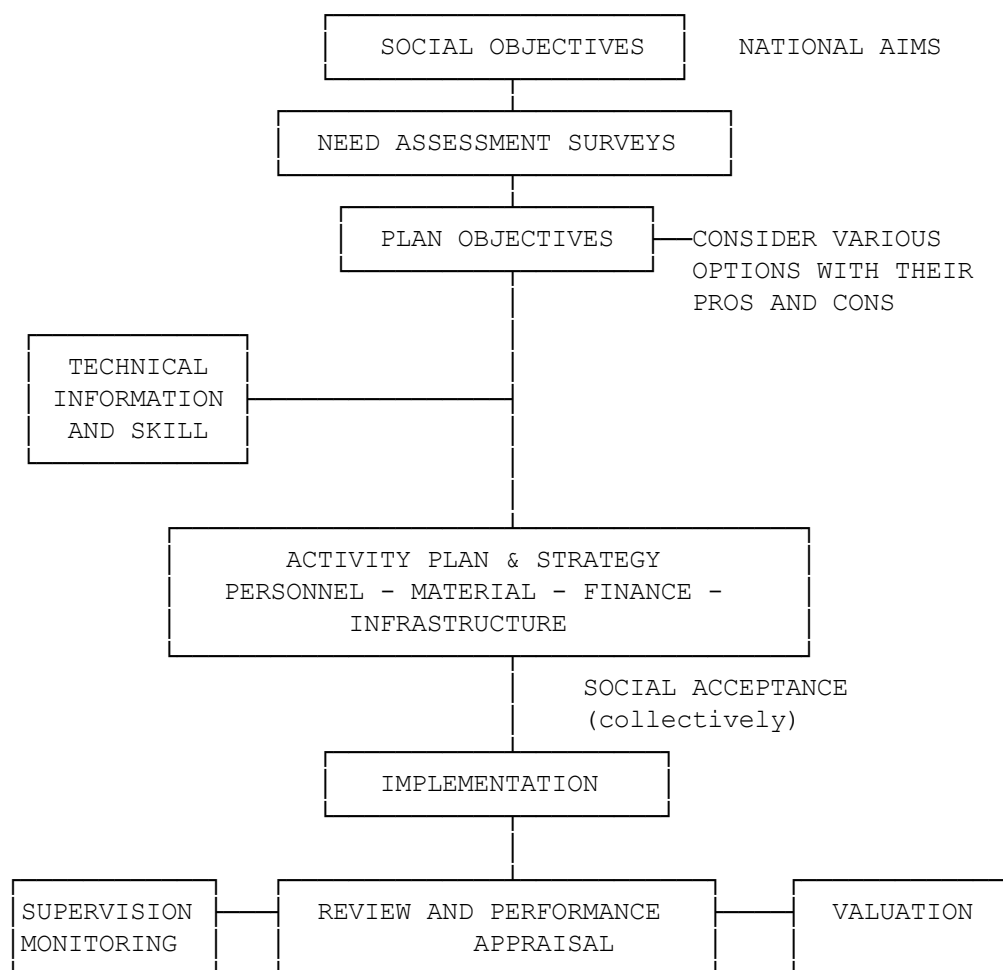 SOCIAL OBJECTIVES
NATIONAL AIMS
NEED ASSESSMENT SURVEYS
PLAN OBJECTIVES
CONSIDER VARIOUS
OPTIONS WITH THEIR
PROS AND CONS
TECHNICAL
INFORMATION
AND SKILL
ACTIVITY PLAN & STRATEGY
PERSONNEL - MATERIAL - FINANCE -
INFRASTRUCTURE
SOCIAL ACCEPTANCE
(collectively)
IMPLEMENTATION
SUPERVISION
MONITORING
REVIEW AND PERFORMANCE
APPRAISAL
VALUATION